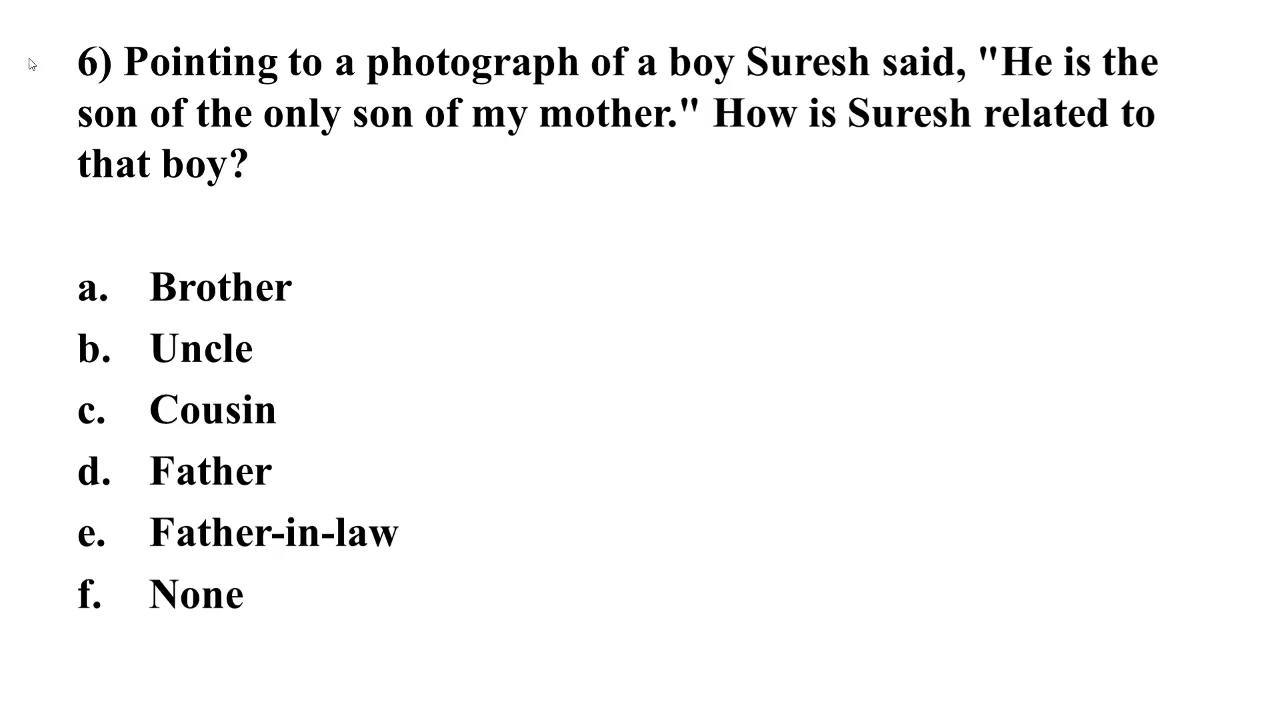 6) Pointing to a photograph of a boy Suresh said, "He is the
son of the only son of my mother." How is Suresh related to
that boy?
a. Brother
b. Uncle
c. Cousin
d. Father
e. Father-in-law
f. None